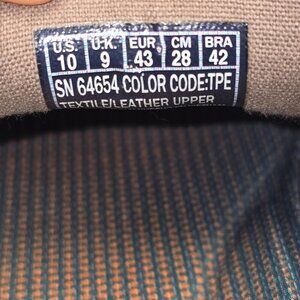 U.S. U.K. EUR CM BRA
10 9 43 28 42
SN 64654 COLOR CODE:TPE
TEXTILE/LEATHER UPPER